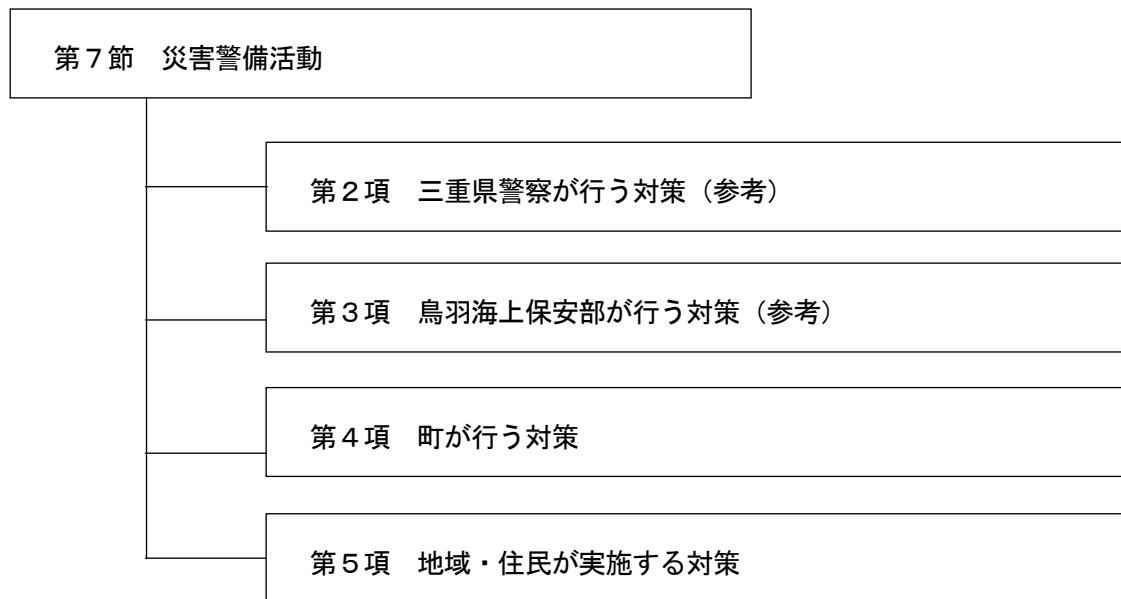 第７節　災害警備活動
第２項　三重県警察が行う対策（参考）
第３項　鳥羽海上保安部が行う対策（参考）
第４項　町が行う対策
第５項　地域・住民が実施する対策